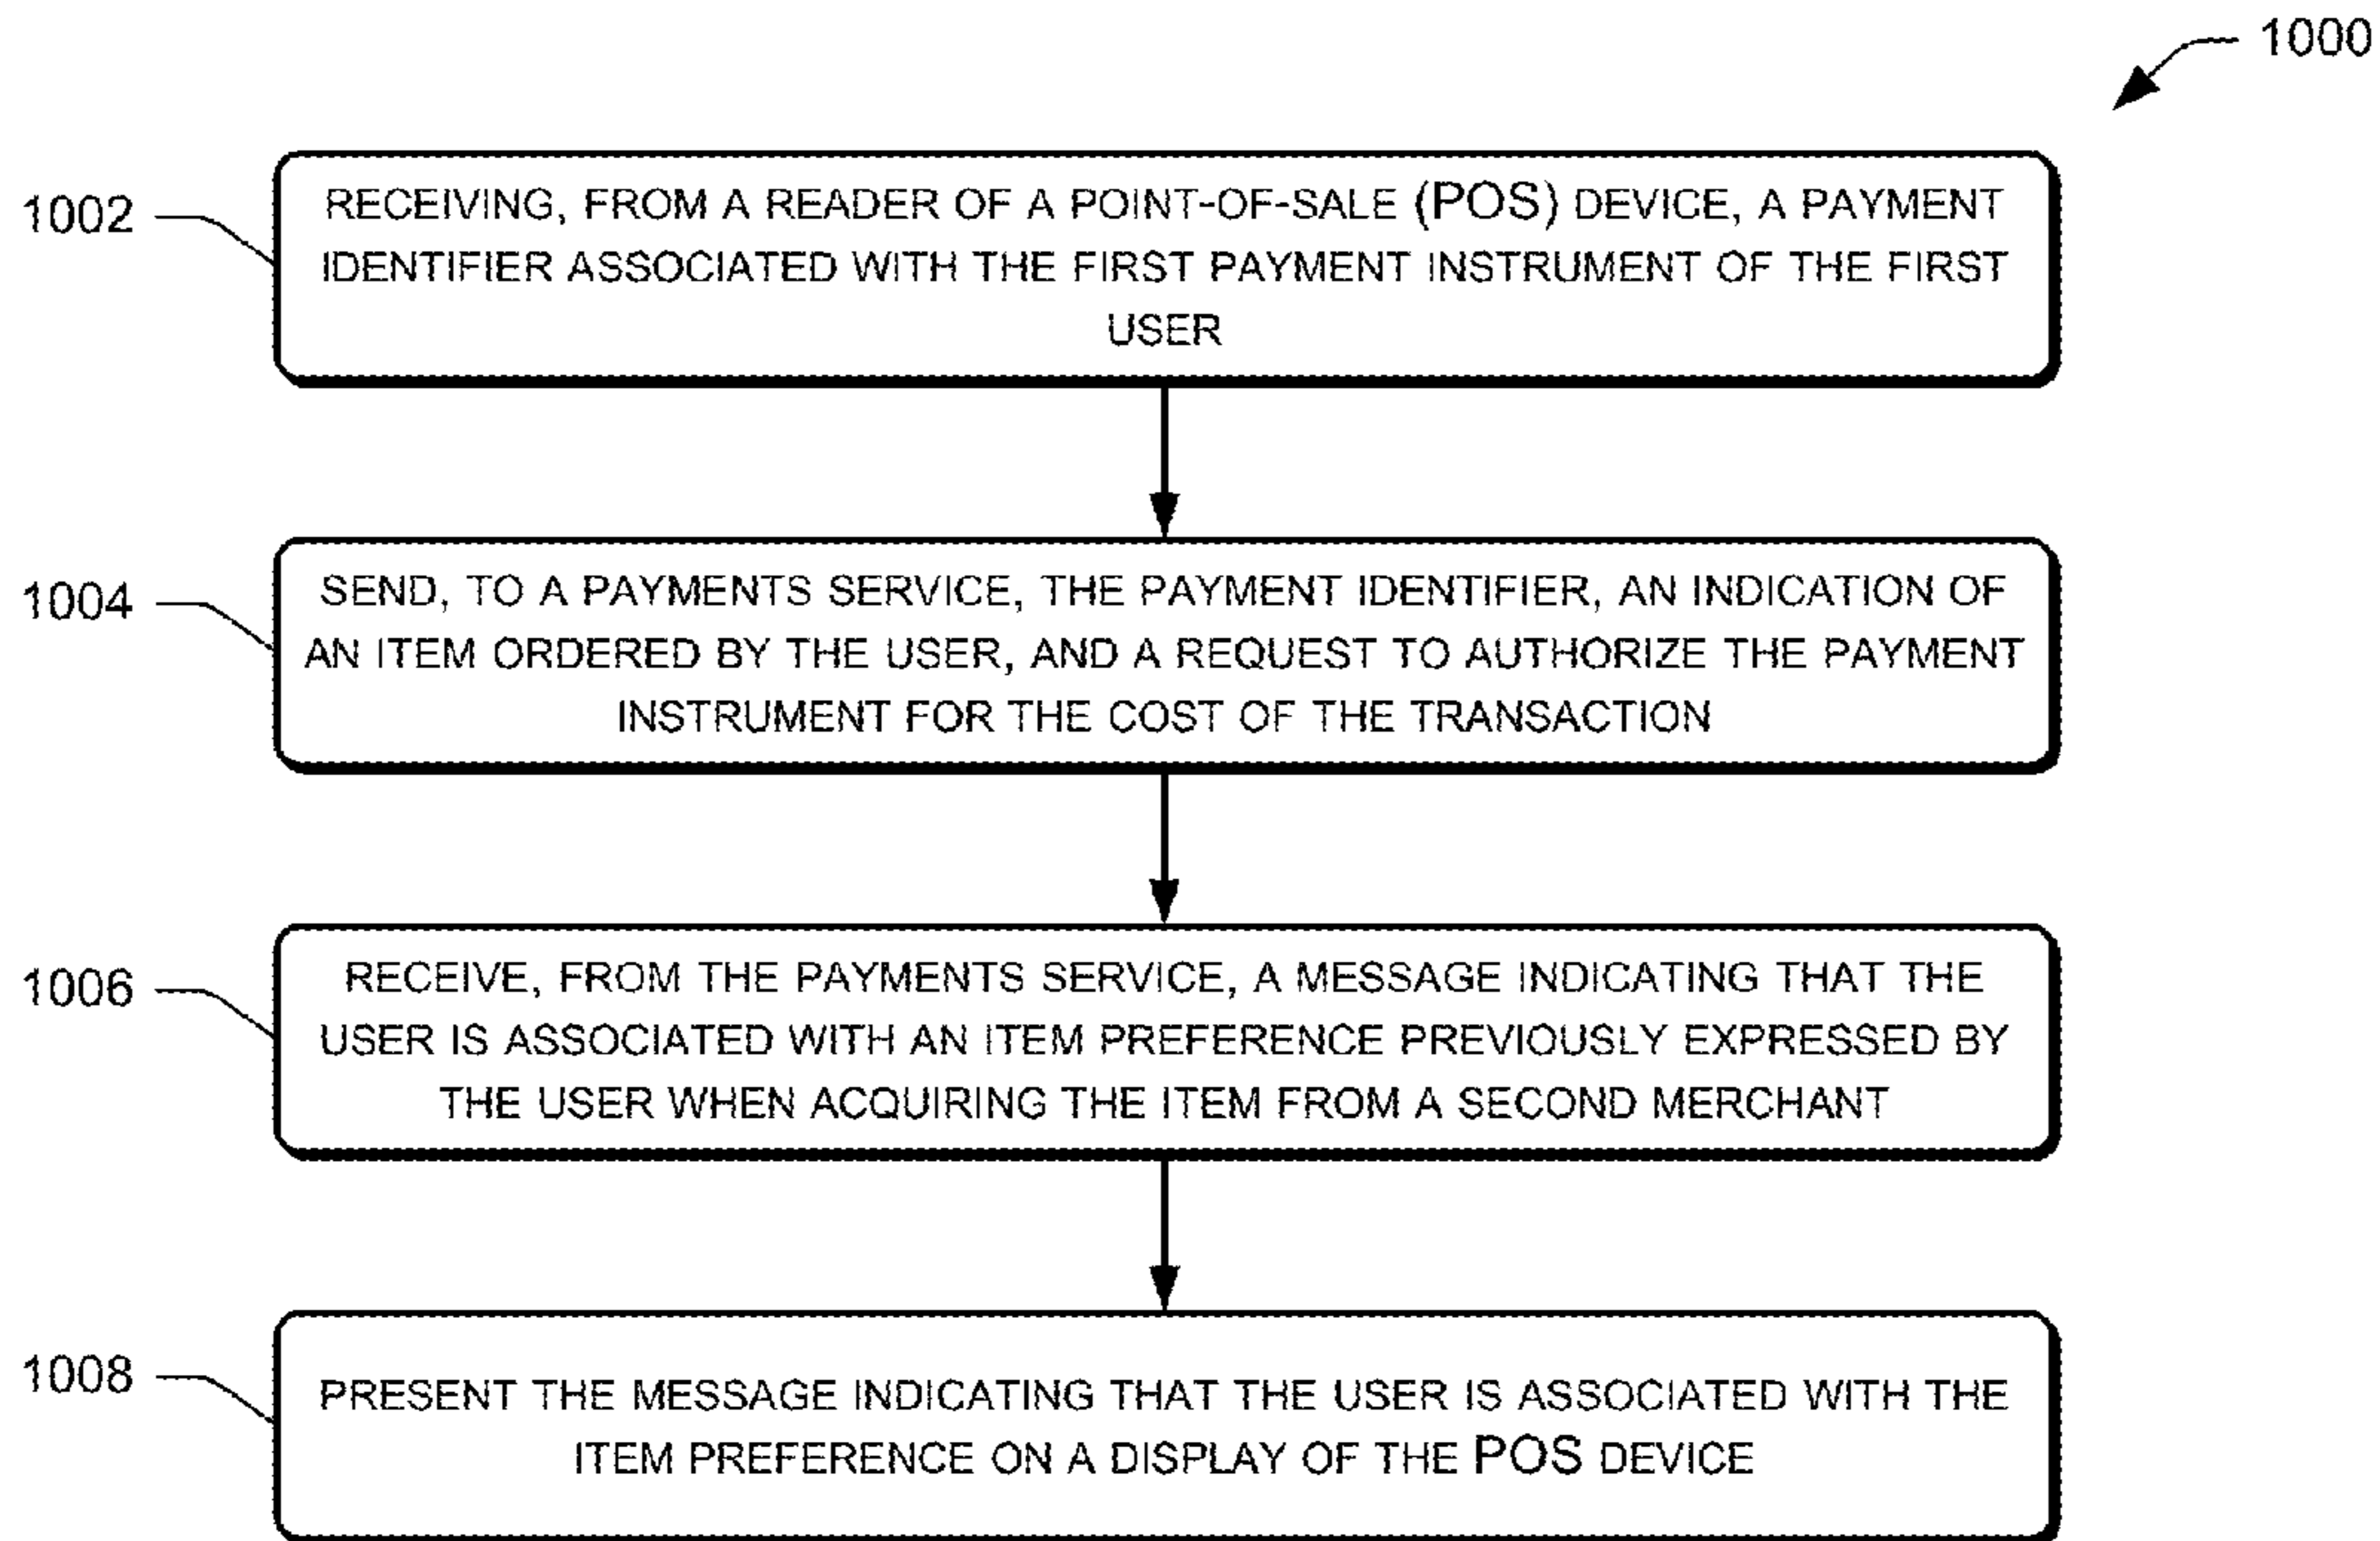 1000
1002
RECEIVING, FROM A READER OF A POINT-OF-SALE (POS) DEVICE, A PAYMENT
IDENTIFIER ASSOCIATED WITH THE FIRST PAYMENT INSTRUMENT OF THE FIRST
USER
1004
SEND, TO A PAYMENTS SERVICE, THE PAYMENT IDENTIFIER, AN INDICATION OF
AN ITEM ORDERED BY THE USER, AND A REQUEST TO AUTHORIZE THE PAYMENT
INSTRUMENT FOR THE COST OF THE TRANSACTION
1006
RECEIVE, FROM THE PAYMENTS SERVICE, A MESSAGE INDICATING THAT THE
USER IS ASSOCIATED WITH AN ITEM PREFERENCE PREVIOUSLY EXPRESSED BY
THE USER WHEN ACQUIRING THE ITEM FROM A SECOND MERCHANT
1008
PRESENT THE MESSAGE INDICATING THAT THE USER IS ASSOCIATED WITH THE
ITEM PREFERENCE ON A DISPLAY OF THE POS DEVICE